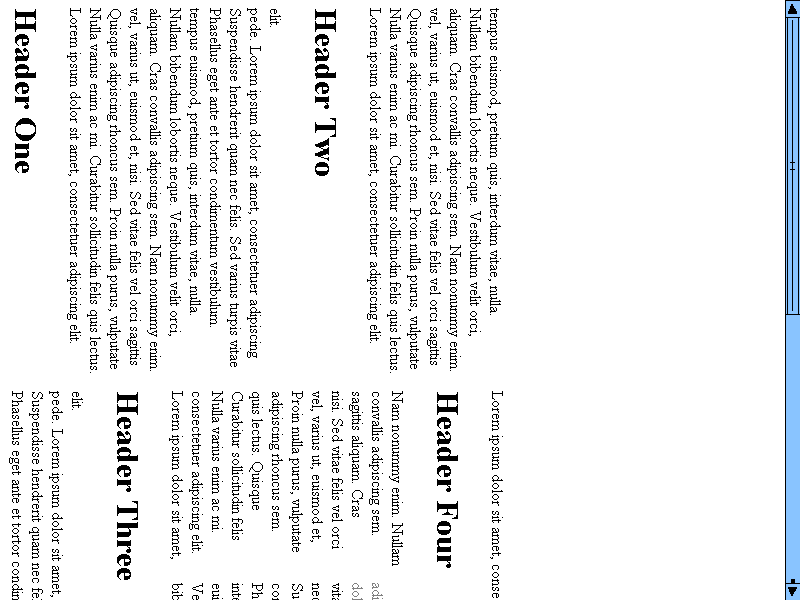 Header One
Lorem ipsum dolor sit amet, consectetuer adipiscing elit.
Nulla varius enim ac mi. Curabitur sollicitudin felis quis lectus.
Quisque adipiscing rhoncus sem. Proin nulla purus, vulputate
vel, varius ut, euismod et, nisi. Sed vitae felis vel orci sagittis
aliquam. Cras convallis adipiscing sem. Nam nonummy enim.
Nullam bibendum lobortis neque. Vestibulum velit orci,
tempus euismod, pretium quis, interdum vitae, nulla.
Phasellus eget ante et tortor condimentum vestibulum.
Suspendisse hendrerit quam nec felis. Sed varius turpis vitae
pede. Lorem ipsum dolor sit amet, consectetuer adipiscing
elit.
Header Two
Lorem ipsum dolor sit amet, consectetuer adipiscing elit.
Nulla varius enim ac mi. Curabitur sollicitudin felis quis lectus.
Quisque adipiscing rhoncus sem. Proin nulla purus, vulputate
vel, varius ut, euismod et, nisi. Sed vitae felis vel orci sagittis
aliquam. Cras convallis adipiscing sem. Nam nonummy enim.
Nullam bibendum lobortis neque. Vestibulum velit orci,
tempus euismod, pretium quis, interdum vitae, nulla.
Phasellus eget ante et tortor
Suspendisse hendrerit quam nec
pede. Lorem ipsum dolor sit amet,
elit.
Header Three
Lorem ipsum dolor sit amet,
consectetuer adipiscing elit.
Nulla varius enim ac mi.
Curabitur sollicitudin felis
quis lectus. Quisque
adipiscing rhoncus sem.
Proin nulla purus, vulputate
vel, varius ut, euismod et,
nisi. Sed vitae felis vel orci
sagittis aliquam. Cras
convallis adipiscing sem.
Nam nonummy enim. Nullam
Header Four
Lorem ipsum dolor sit amet, conse